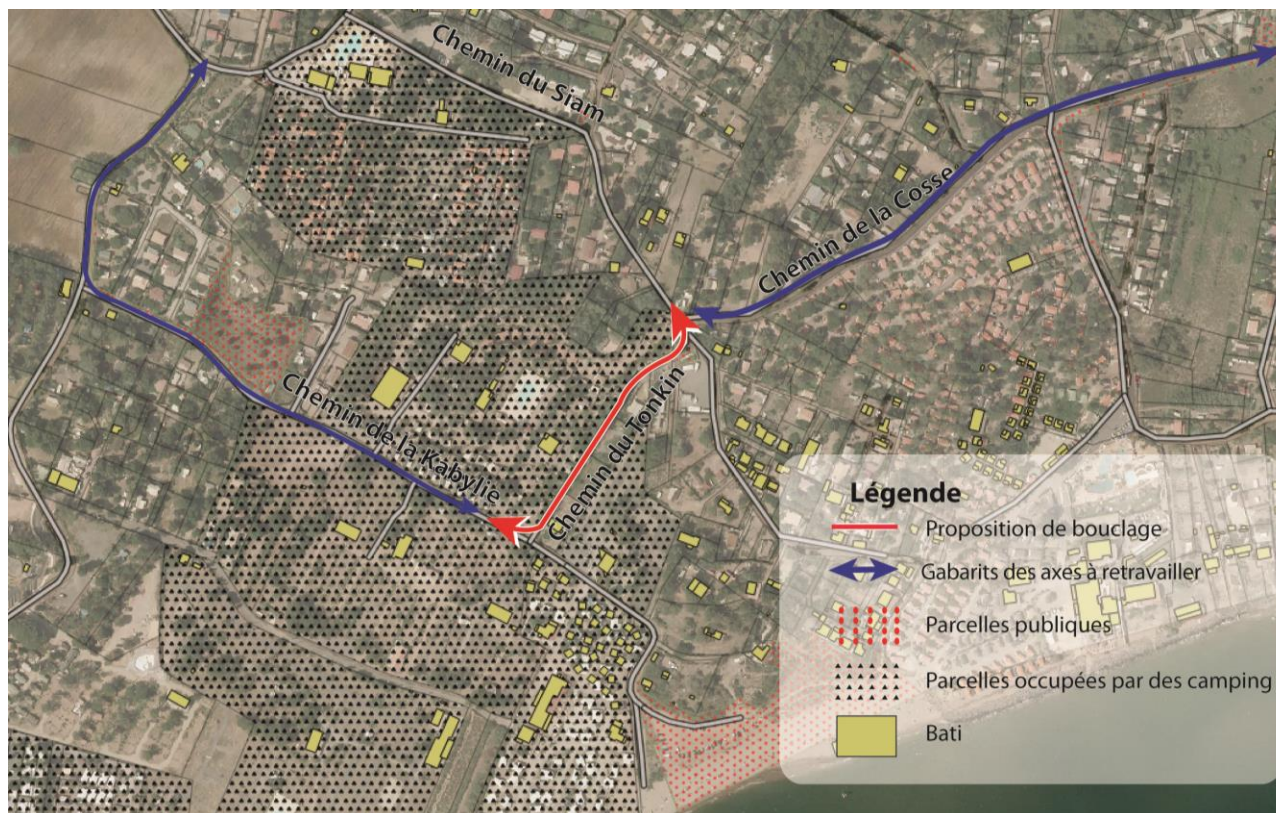 Chemin du Siam
Chemin de la Cosse
Chemin de la Kabylie
Chemin du Tonkin
Légende
Proposition de bouclage
Gabarits des axes à retravailler
Parcelles publiques
Parcelles occupées par des camping
Bati